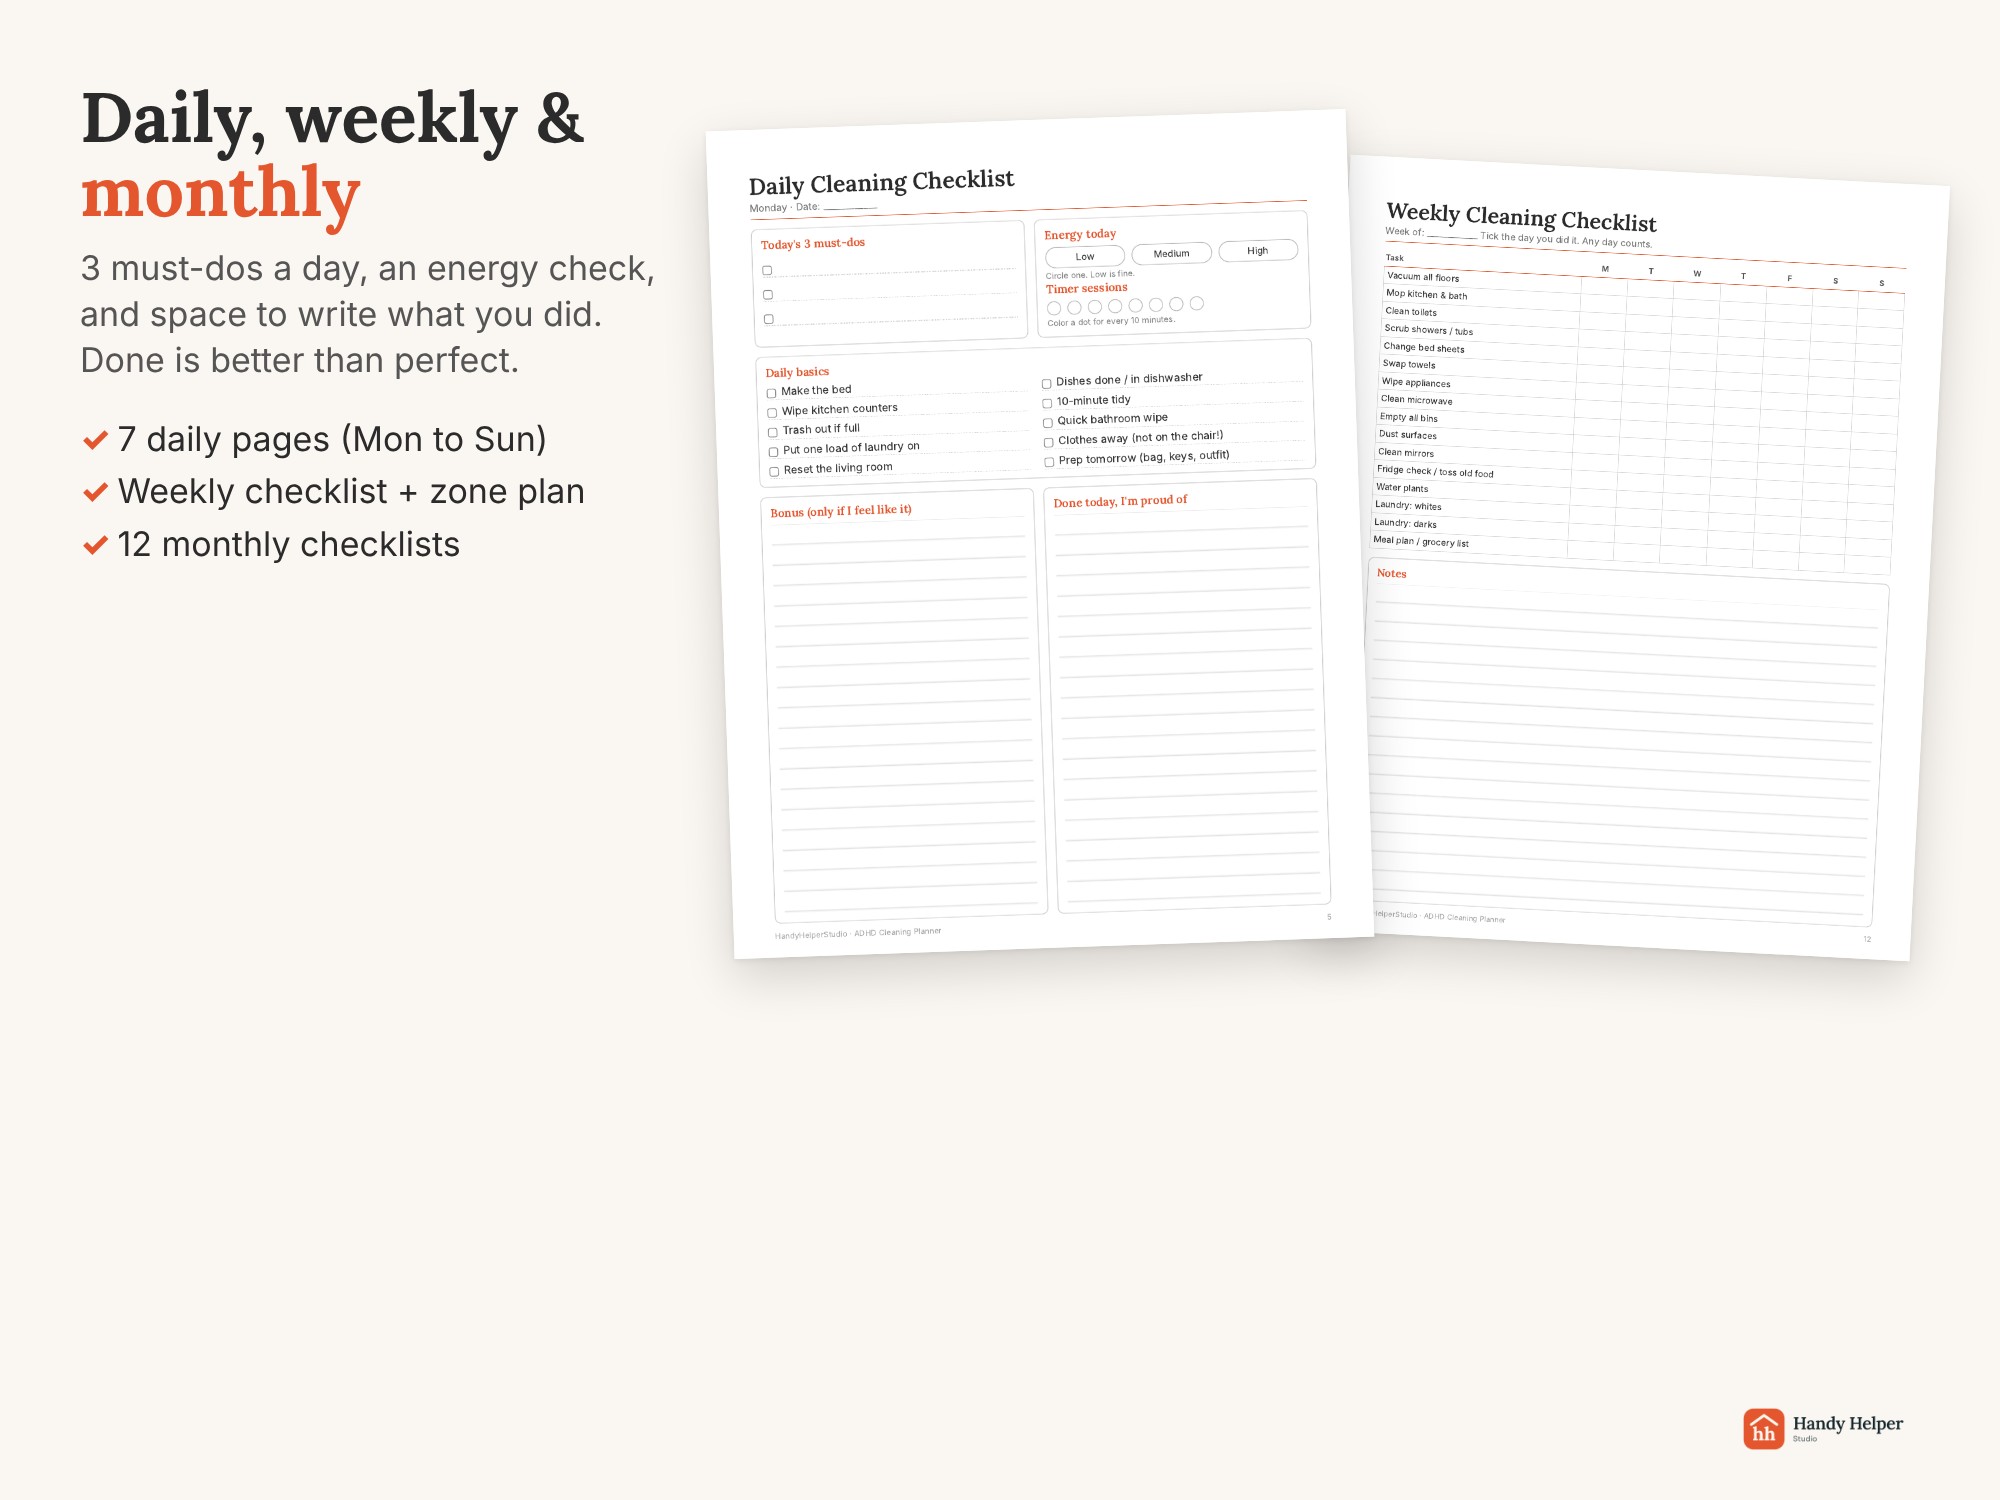 Daily, weekly &
monthly
3 must-dos a day, an energy check,
and space to write what you did.
Done is better than perfect.
7 daily pages (Mon to Sun)
Weekly checklist + zone plan
12 monthly checklists
Daily Cleaning Checklist
Monday · Date:
Today's 3 must-dos
Energy today
Low Medium High
Circle one. Low is fine.
Timer sessions
Color a dot for every 10 minutes.
Daily basics
Make the bed
Wipe kitchen counters
Trash out if full
Put one load of laundry on
Reset the living room
Dishes done / in dishwasher
10-minute tidy
Quick bathroom wipe
Clothes away (not on the chair!)
Prep tomorrow (bag, keys, outfit)
Bonus (only if I feel like it)
Done today, I'm proud of
HandyHelperStudio · ADHD Cleaning Planner
5
Weekly Cleaning Checklist
Week of: Tick the day you did it. Any day counts.
Task M T W T F S S
Vacuum all floors
Mop kitchen & bath
Clean toilets
Scrub showers / tubs
Change bed sheets
Swap towels
Wipe appliances
Clean microwave
Empty all bins
Dust surfaces
Clean mirrors
Fridge check / toss old food
Water plants
Laundry: whites
Laundry: darks
Meal plan / grocery list
Notes
HelperStudio · ADHD Cleaning Planner
12
hh
Handy Helper
Studio